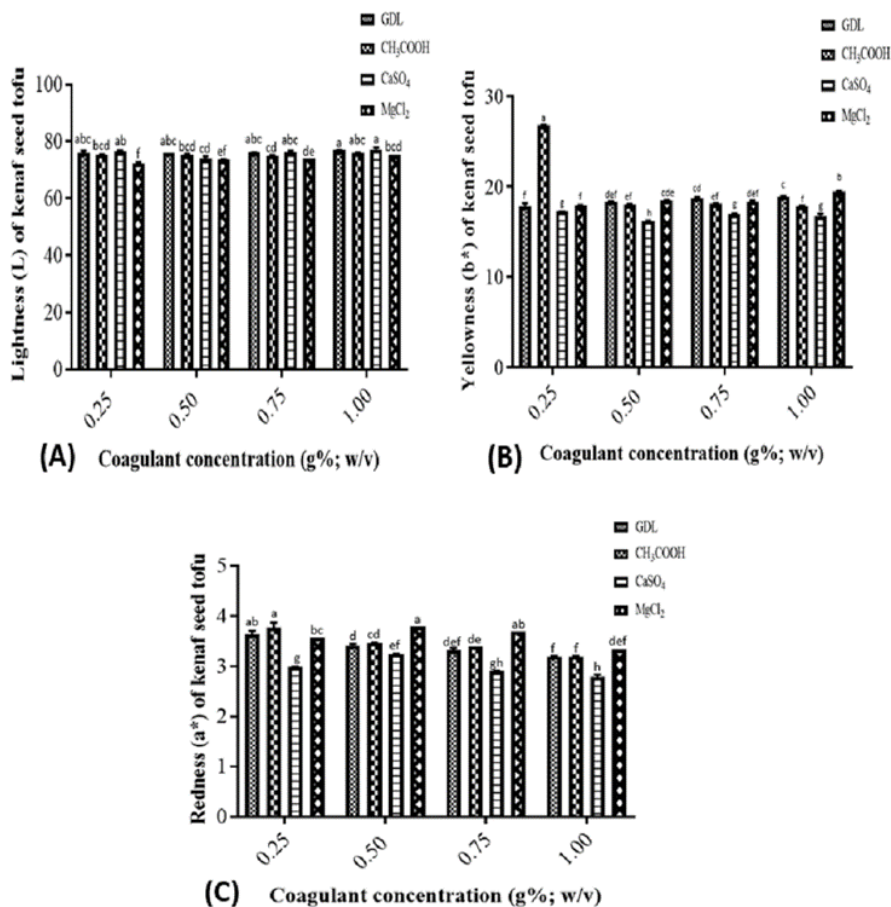 GDL
CH₃COOH
CaSO₄
MgCl₂
Lightness (L) of kenaf seed tofu
100
80
60
40
20
0
abc bcd ab f abc bcd cd ef abc cd abc de a abc a bcd
0.25 0.50 0.75 1.00
(A) Coagulant concentration (g%; w/v)
GDL
CH₃COOH
CaSO₄
MgCl₂
Yellowness (b*) of kenaf seed tofu
30
20
10
0
f a g f def ef h cde cd ef g def c f g b
0.25 0.50 0.75 1.00
(B) Coagulant concentration (g%; w/v)
GDL
CH₃COOH
CaSO₄
MgCl₂
Redness (a*) of kenaf seed tofu
5
4
3
2
1
0
ab a g bc d cd ef a def de gh ab f f h def
0.25 0.50 0.75 1.00
(C) Coagulant concentration (g%; w/v)